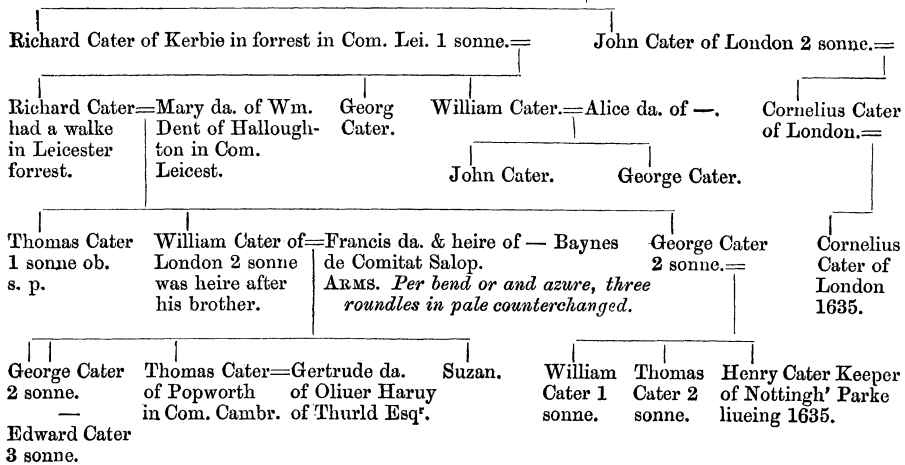 Richard Cater of Kerbie in forrest in Com. Lei. 1 sonne.=
John Cater of London 2 sonne.=
Richard Cater=
had a walke
in Leicester
forrest.
Mary da. of Wm.
Dent of Hallough-
ton in Com.
Leicest.
Georg
Cater.
William Cater.=Alice da. of —.
Cornelius Cater
of London.=
John Cater.
George Cater.
Thomas Cater
1 sonne ob.
s. p.
William Cater of=
London 2 sonne
was heire after
his brother.
Francis da. & heire of — Baynes
de Comitat Salop.
ARMS. Per bend or and azure, three
roundles in pale counterchanged.
George Cater
2 sonne.=
Cornelius
Cater of
London
1635.
George Cater
2 sonne.
—
Edward Cater
3 sonne.
Thomas Cater=
of Popworth
in Com. Cambr.
Gertrude da.
of Oliuer Haruy
of Thurld Esqr.
Suzan.
William
Cater 1
sonne.
Thomas
Cater 2
sonne.
Henry Cater Keeper
of Nottingh' Parke
liueing 1635.